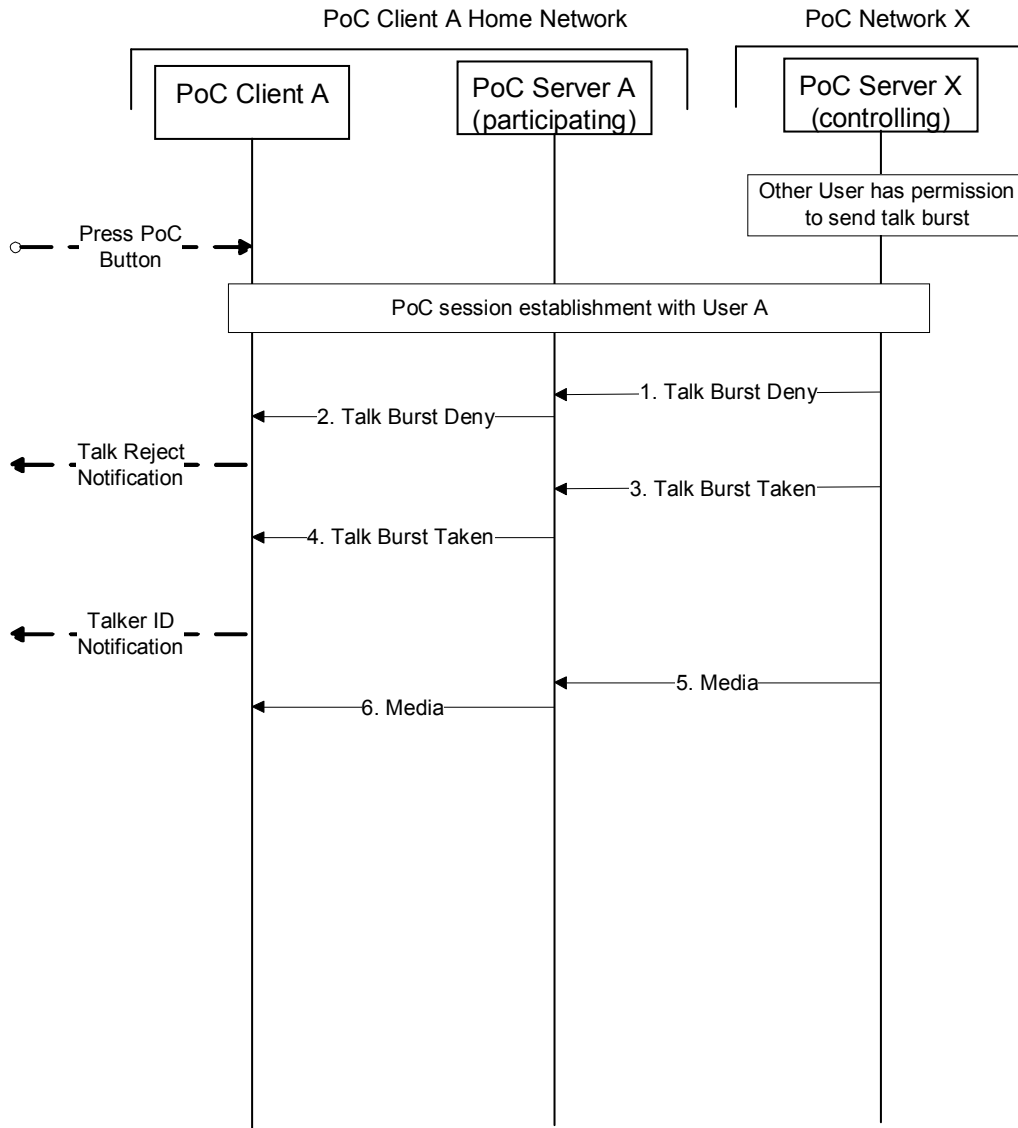 PoC Client A Home Network
PoC Network X
PoC Client A
PoC Server A
(participating)
PoC Server X
(controlling)
Other User has permission
to send talk burst
Press PoC
Button
PoC session establishment with User A
1. Talk Burst Deny
2. Talk Burst Deny
Talk Reject
Notification
3. Talk Burst Taken
4. Talk Burst Taken
Talker ID
Notification
5. Media
6. Media